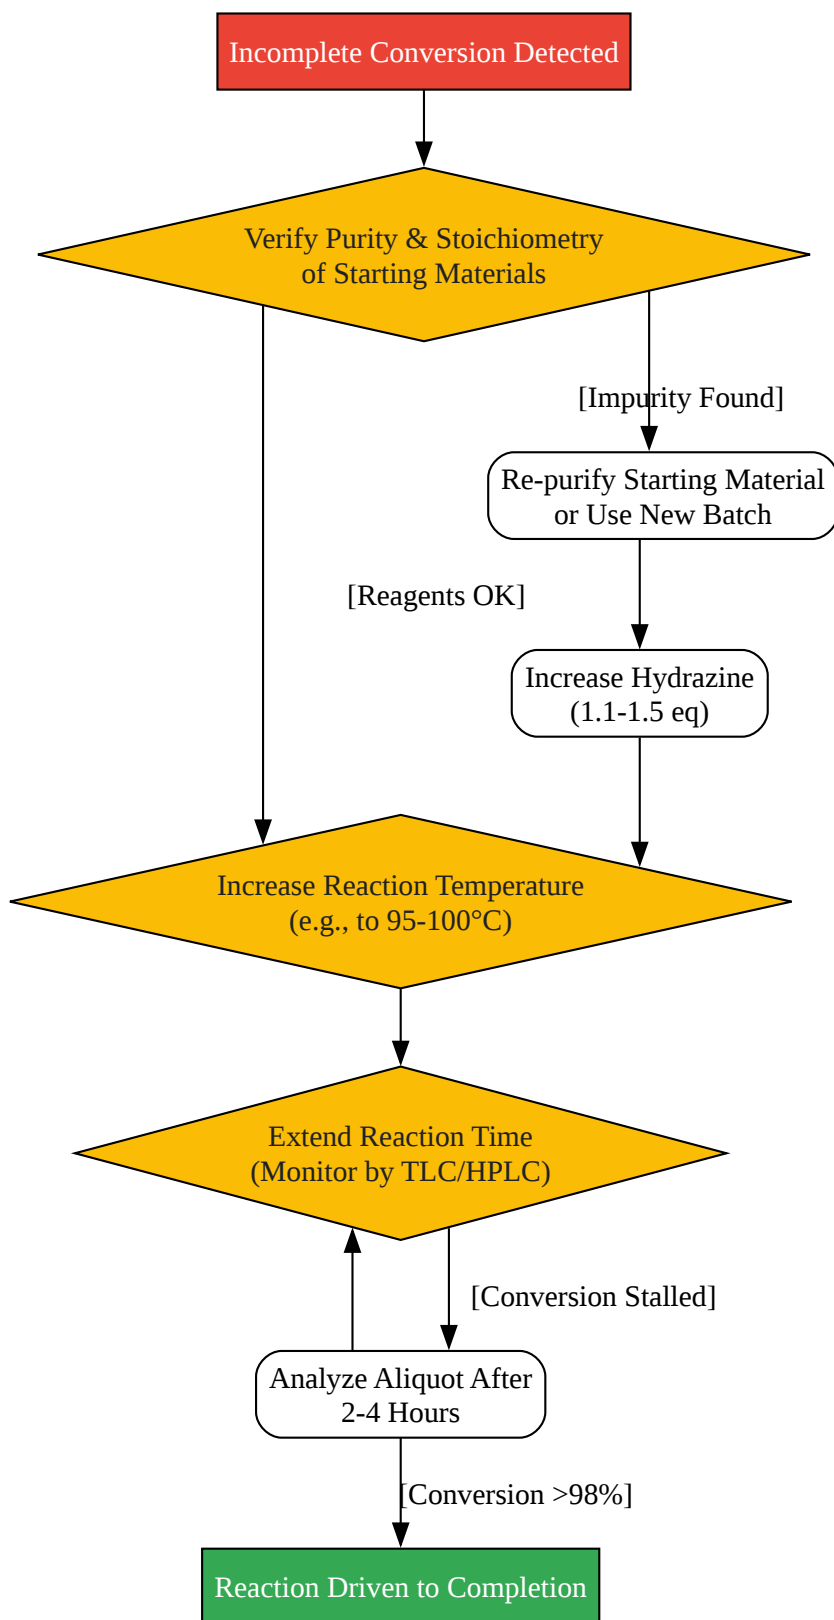 Incomplete Conversion Detected
Verify Purity & Stoichiometry
of Starting Materials
[Impurity Found]
Re-purify Starting Material
or Use New Batch
[Reagents OK]
Increase Hydrazine
(1.1-1.5 eq)
Increase Reaction Temperature
(e.g., to 95-100°C)
Extend Reaction Time
(Monitor by TLC/HPLC)
[Conversion Stalled]
Analyze Aliquot After
2-4 Hours
[Conversion >98%]
Reaction Driven to Completion